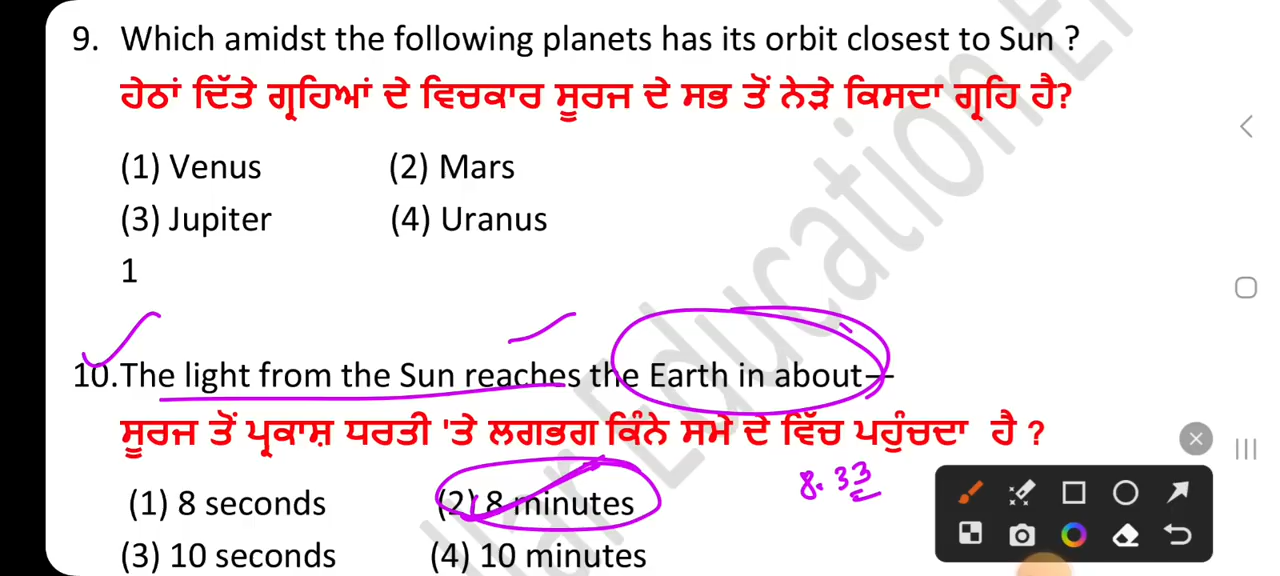 9. Which amidst the following planets has its orbit closest to Sun ?
ਹੇਠਾਂ ਦਿੱਤੇ ਗ੍ਰਹਿਆਂ ਦੇ ਵਿਚਕਾਰ ਸੂਰਜ ਦੇ ਸਭ ਤੋਂ ਨੇੜੇ ਕਿਸਦਾ ਗ੍ਰਹਿ ਹੈ?
(1) Venus (2) Mars
(3) Jupiter (4) Uranus
1
10.The light from the Sun reaches the Earth in about—
ਸੂਰਜ ਤੋਂ ਪ੍ਰਕਾਸ਼ ਧਰਤੀ 'ਤੇ ਲਗਭਗ ਕਿੰਨੇ ਸਮੇ ਦੇ ਵਿੱਚ ਪਹੁੰਚਦਾ ਹੈ ?
8.33
(1) 8 seconds (2) 8 minutes
(3) 10 seconds (4) 10 minutes
Education